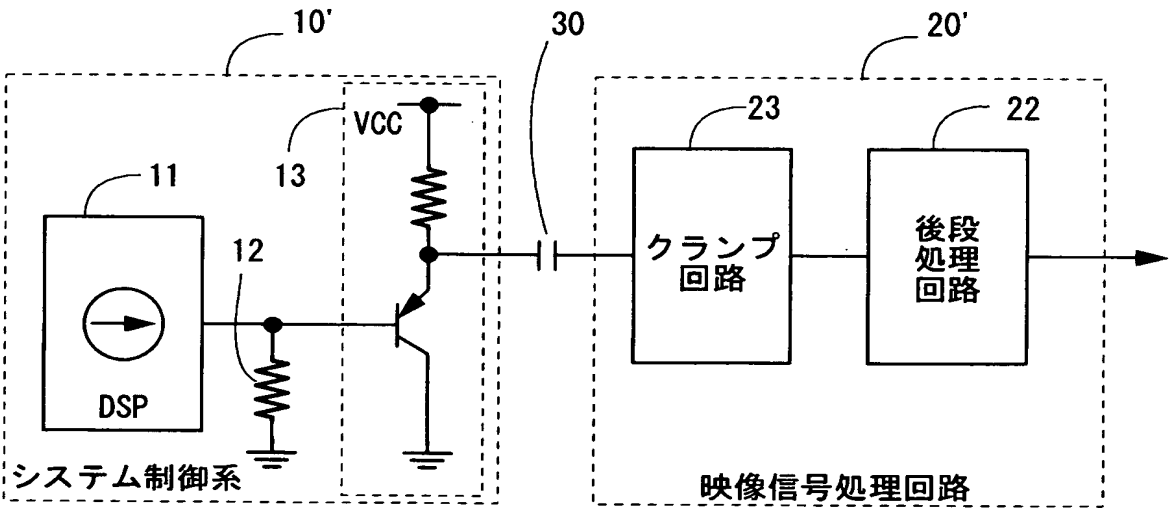 10'
30
20'
VCC
13
23
22
11
12
クランプ
回路
後段
処理
回路
DSP
システム制御系
映像信号処理回路